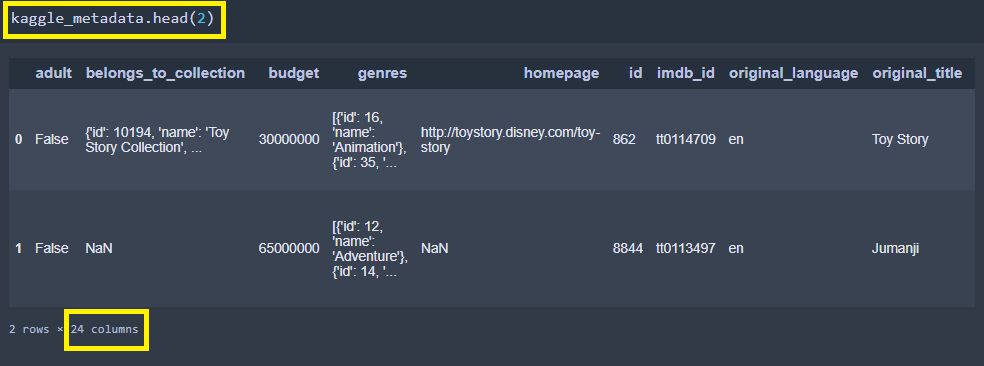 kaggle_metadata.head(2)
adult belongs_to_collection budget genres homepage id imdb_id original_language original_title
0 False {'id': 10194, 'name': 'Toy Story Collection', ... 30000000 [{'id': 16, 'name': 'Animation'}, {'id': 35, '... http://toystory.disney.com/toy-story 862 tt0114709 en Toy Story
1 False NaN 65000000 [{'id': 12, 'name': 'Adventure'}, {'id': 14, '... NaN 8844 tt0113497 en Jumanji
2 rows × 24 columns